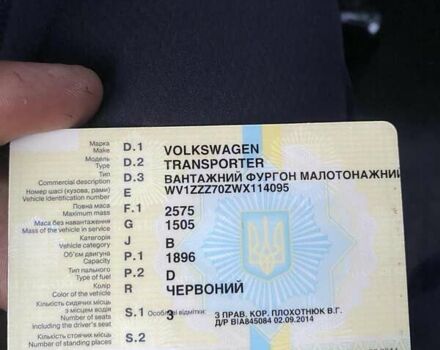 Марка
Make D.1 VOLKSWAGEN
Модель
Type D.2 TRANSPORTER
Тип
Commercial description D.3 ВАНТАЖНИЙ ФУРГОН МАЛОТОНАЖНИЙ
Номер шасі (кузова, рами)
Vehicle Identification number E WV1ZZZ70ZWX114095
Повна маса
Maximum mass F.1 2575
Маса без навантаження
Mass of the vehicle in service G 1505
Категорія
Vehicle category J B
Об'єм двигуна
Capacity P.1 1896
Тип пального
Type of fuel P.2 D
Колір
Color of the vehicle R ЧЕРВОНИЙ
Кількість сидячих місць
з місцем водія
Number of seats
including the driver's seat S.1 3
Особливі відмітки: З ПРАВ. КОР. ПЛОХОТНЮК В.Г.
Д/Р ВІА845084 02.09.2014
Кількість стоячих місць
Number of standing places S.2